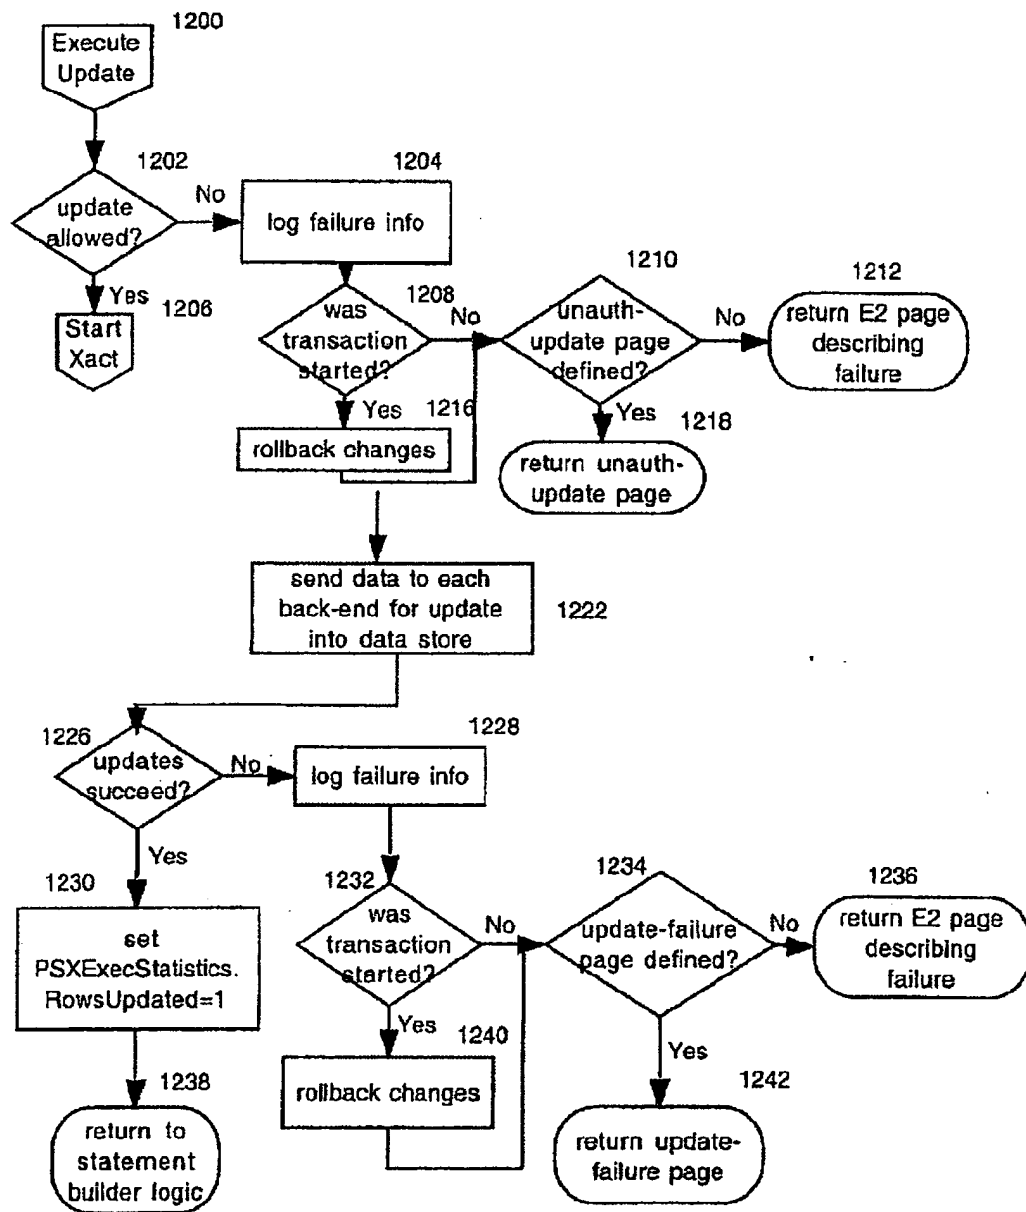 1200
Execute
Update
1202
update
allowed?
No
1204
log failure info
Yes
1206
Start
Xact
1208
was
transaction
started?
No
1210
unauth-
update page
defined?
No
1212
return E2 page
describing
failure
Yes
1216
rollback changes
Yes
1218
return unauth-
update page
send data to each
back-end for update
into data store
1222
1226
updates
succeed?
No
1228
log failure info
Yes
1230
set
PSXExecStatistics.
RowsUpdated=1
1232
was
transaction
started?
No
1234
update-failure
page defined?
No
1236
return E2 page
describing
failure
Yes
1240
rollback changes
Yes
1242
return update-
failure page
1238
return to
statement
builder logic